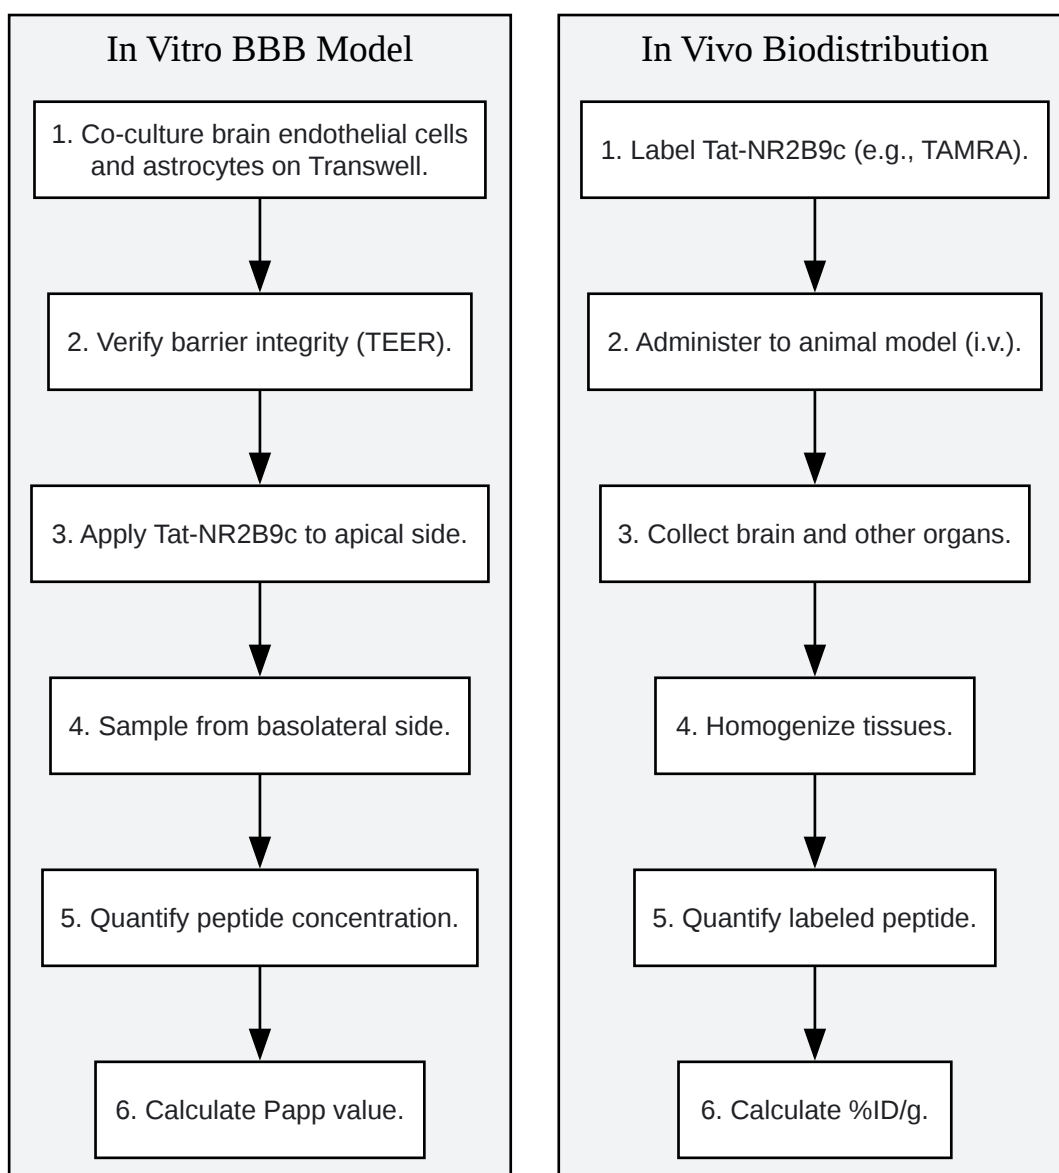 In Vitro BBB Model
1. Co-culture brain endothelial cells
and astrocytes on Transwell.
2. Verify barrier integrity (TEER).
3. Apply Tat-NR2B9c to apical side.
4. Sample from basolateral side.
5. Quantify peptide concentration.
6. Calculate Papp value.
In Vivo Biodistribution
1. Label Tat-NR2B9c (e.g., TAMRA).
2. Administer to animal model (i.v.).
3. Collect brain and other organs.
4. Homogenize tissues.
5. Quantify labeled peptide.
6. Calculate %ID/g.